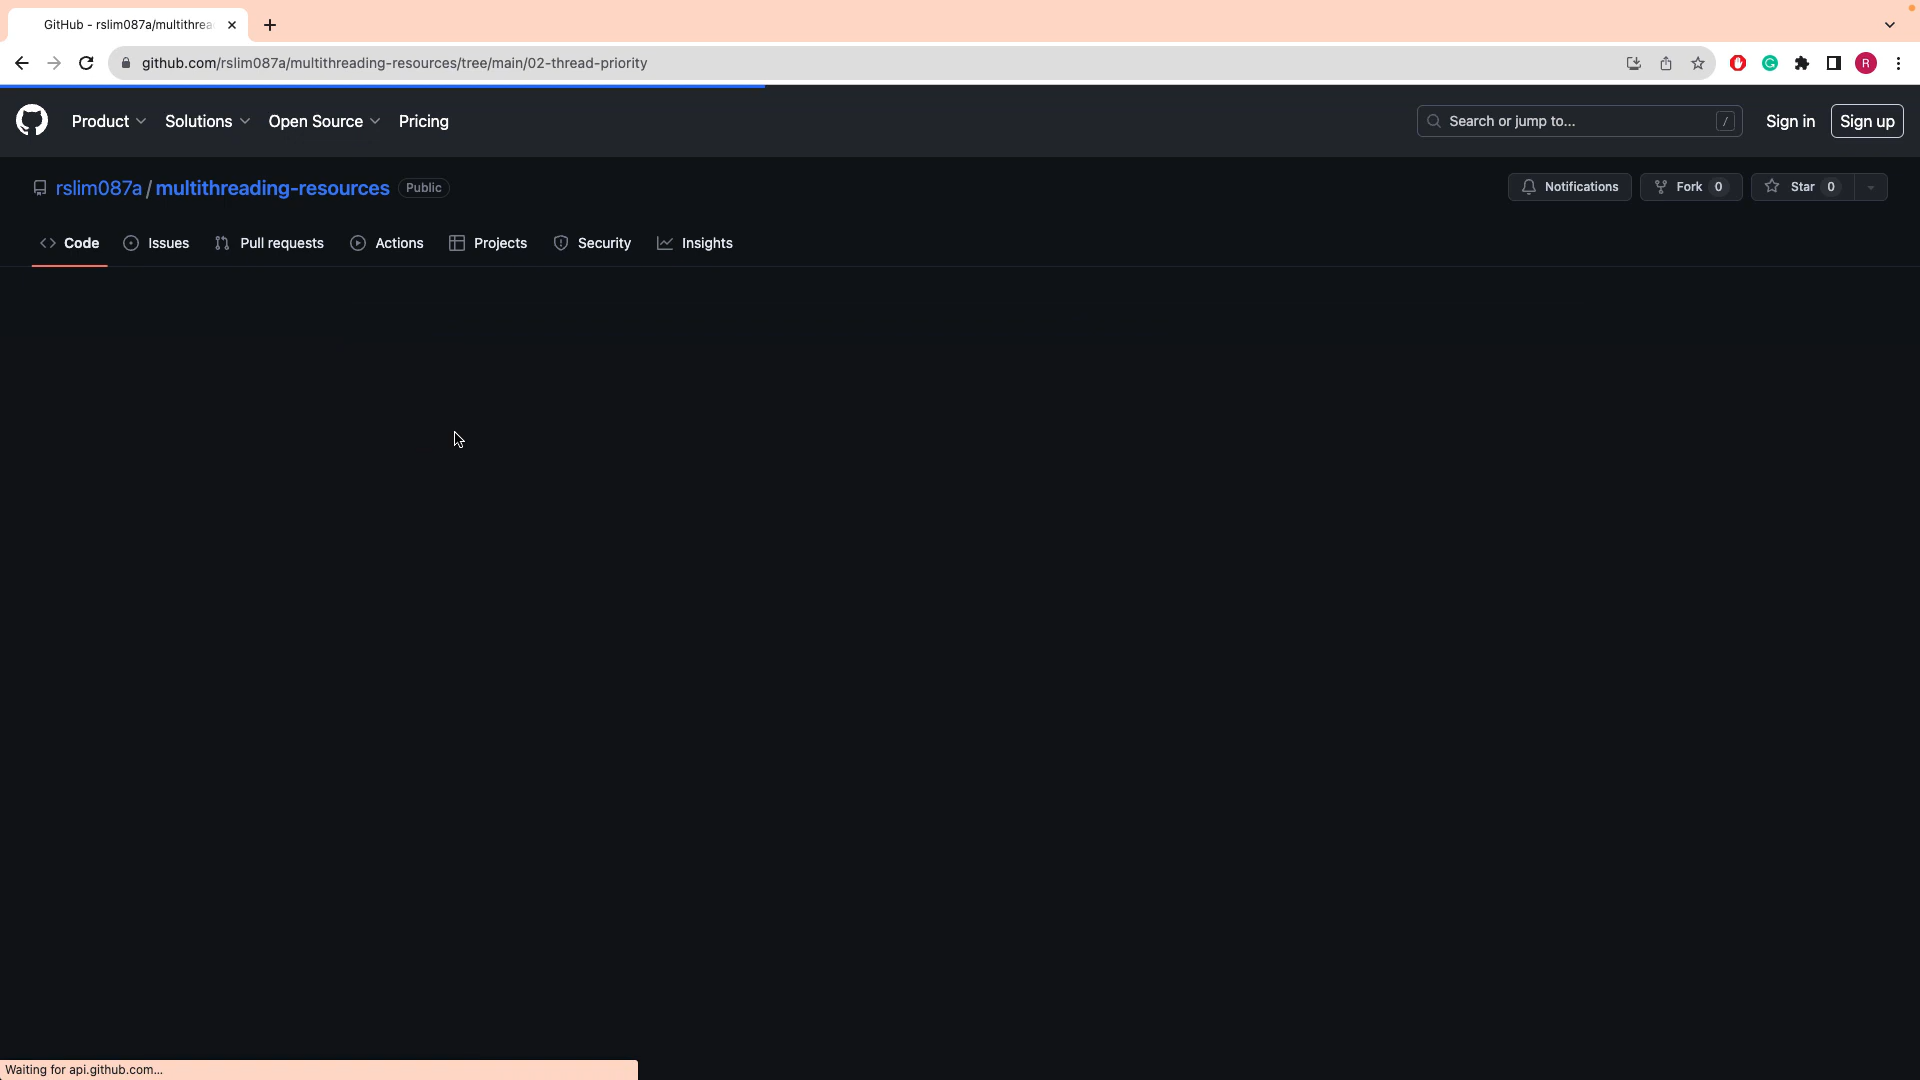 GitHub - rslim087a/multithrea
github.com/rslim087a/multithreading-resources/tree/main/02-thread-priority
R
Product Solutions Open Source Pricing Search or jump to... / Sign in Sign up
rslim087a / multithreading-resources Public Notifications Fork 0 Star 0
Code Issues Pull requests Actions Projects Security Insights
Waiting for api.github.com...